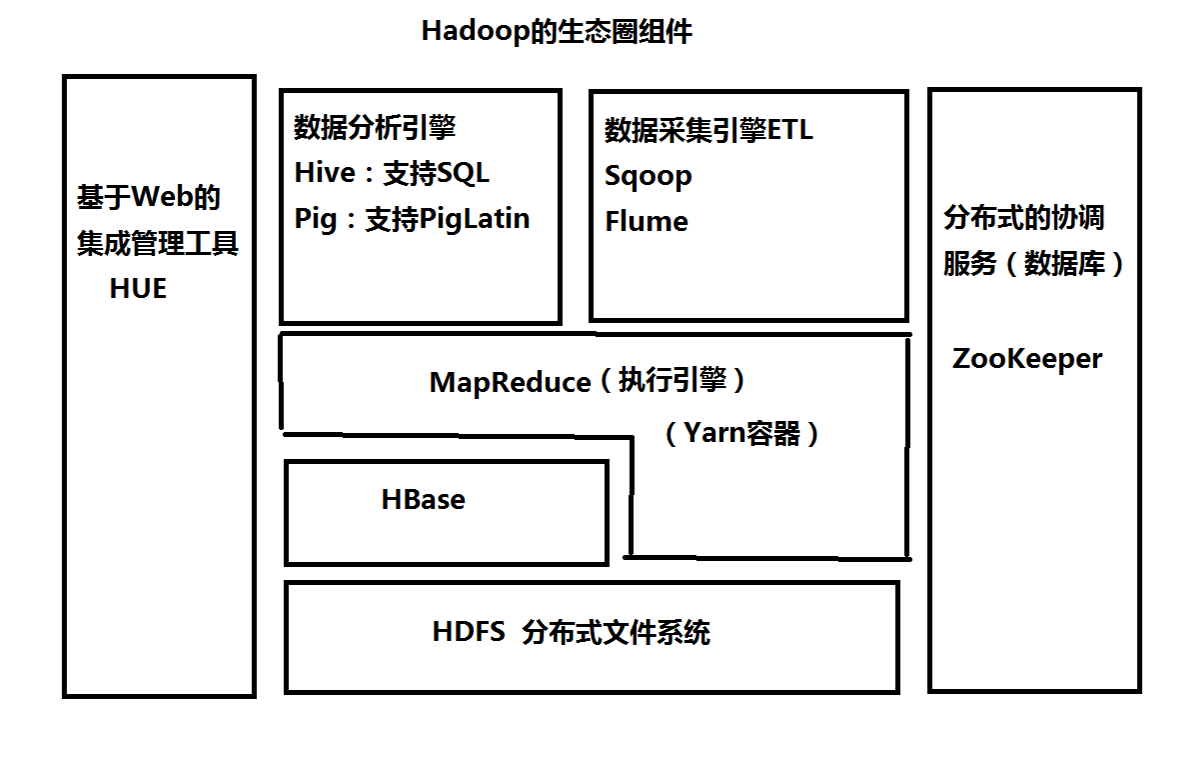 Hadoop的生态圈组件
基于Web的
集成管理工具
HUE
数据分析引擎
Hive：支持SQL
Pig：支持PigLatin
数据采集引擎ETL
Sqoop
Flume
分布式的协调
服务（数据库）
ZooKeeper
MapReduce（执行引擎）
（Yarn容器）
HBase
HDFS 分布式文件系统